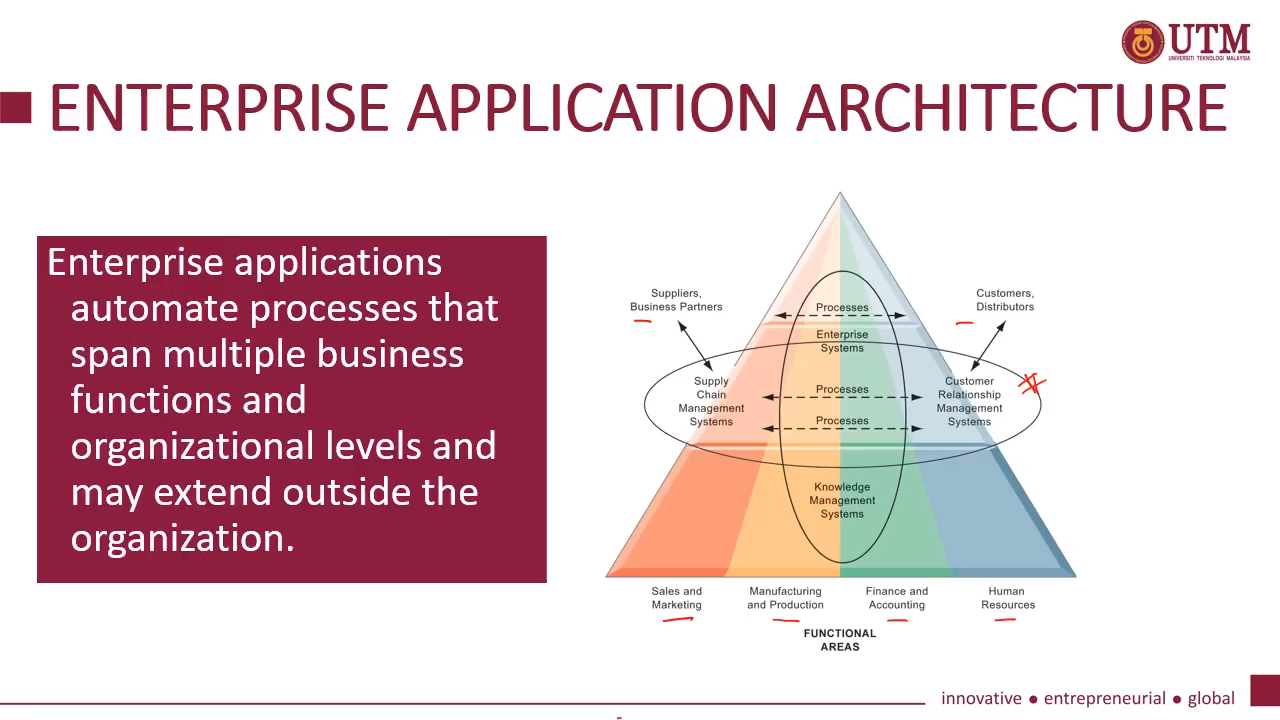 UTM
UNIVERSITI TEKNOLOGI MALAYSIA
ENTERPRISE APPLICATION ARCHITECTURE
Enterprise applications
automate processes that
span multiple business
functions and
organizational levels and
may extend outside the
organization.
Suppliers,
Business Partners
Customers,
Distributors
Processes
Enterprise
Systems
Supply
Chain
Management
Systems
Processes
Processes
Customer
Relationship
Management
Systems
Knowledge
Management
Systems
Sales and
Marketing
Manufacturing
and Production
Finance and
Accounting
Human
Resources
FUNCTIONAL
AREAS
innovative ● entrepreneurial ● global